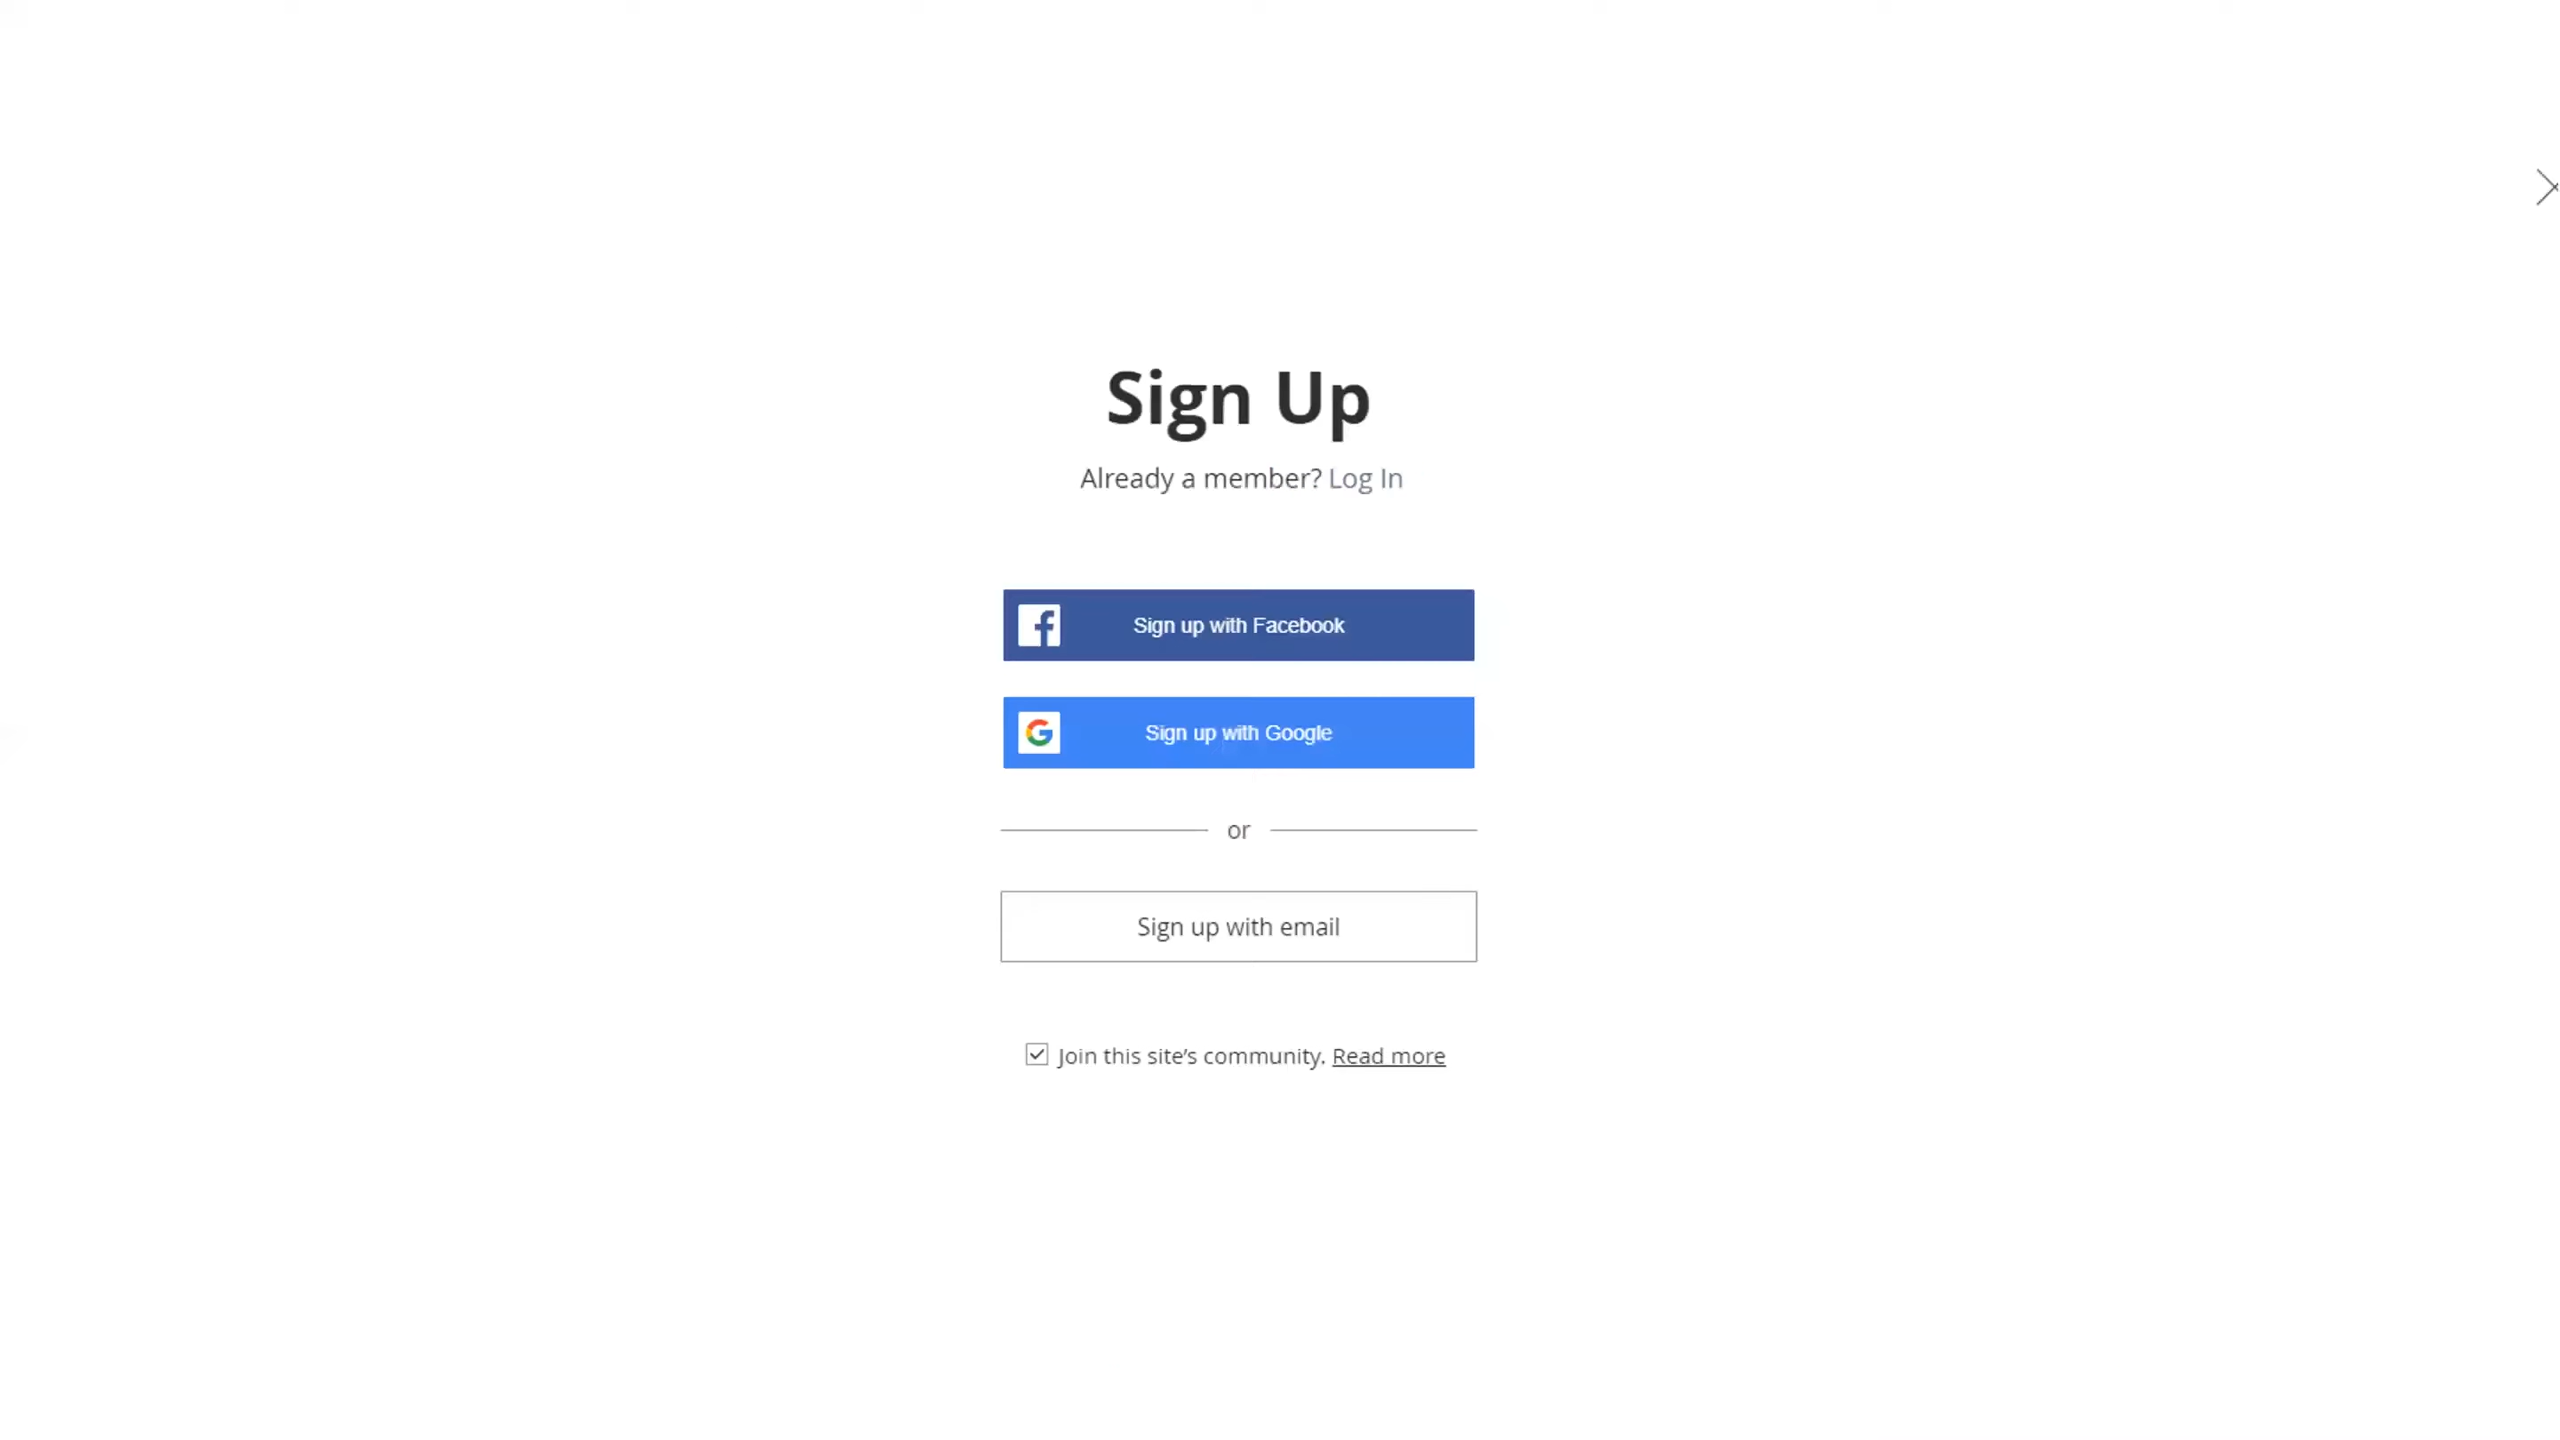 Sign Up
Already a member? Log In
Sign up with Facebook
Sign up with Google
or
Sign up with email
Join this site's community. Read more